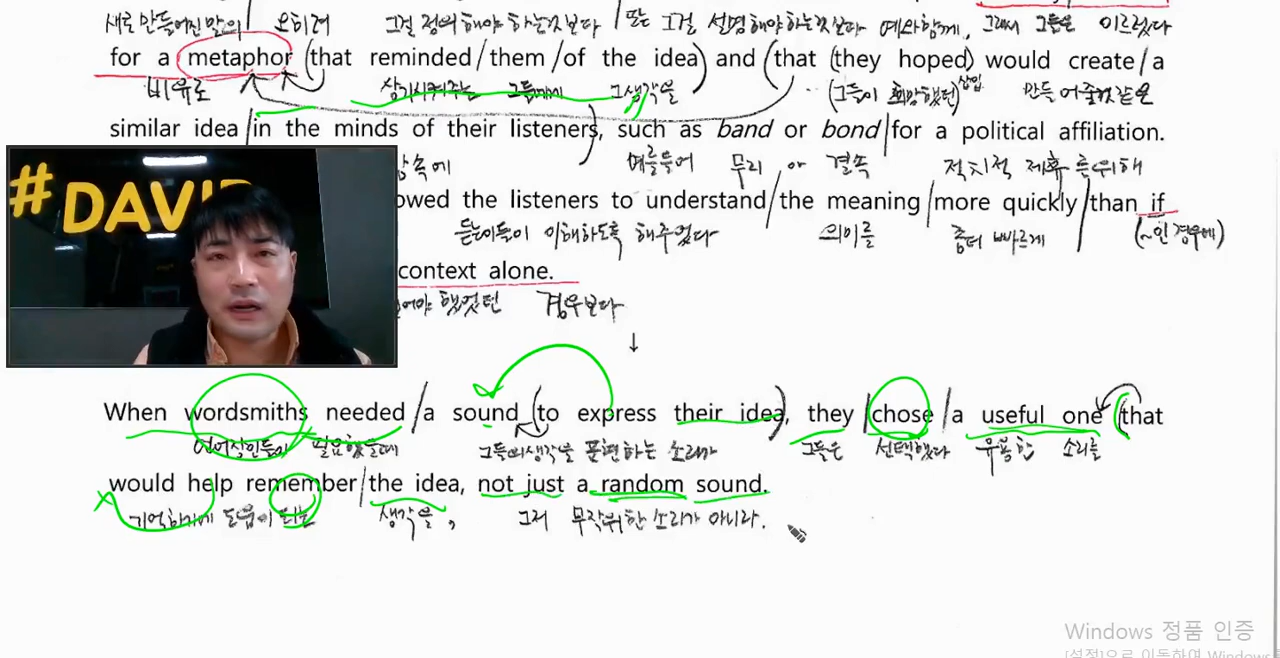 새로 만들어진 말의 오히려 그걸 정의해야 하는것 보다 또는 그걸 설명해야 하는것 보다 예와함께, 그래서 그들은 이르렀다
for a metaphor (that reminded / them / of the idea) and (that (they hoped) would create / a
비유로 상기시켜주는 그들에게 그생각을 (그들이 희망했던) 삽입 만들어줄것같은
similar idea / in the minds of their listeners), such as band or bond / for a political affiliation.
속에 예를들어 무리 or 결속 정치적 제휴를위해
# DAVI
owed the listeners to understand / the meaning / more quickly / than if
듣는이들이 이해하도록 해주었다 의미를 좀더 빠르게 (~인 경우에)
context alone.
했었던 경우보다
↓
When wordsmiths needed / a sound (to express their idea), they / chose / a useful one (that
언어장인들이 필요했을때 그들의생각을 표현하는 소리가 그들은 선택했다 유용한 소리를
would help remember / the idea, not just a random sound.
기억하기에 도움이 되는 생각을, 그저 무작위한 소리가 아니라.
Windows 정품 인증